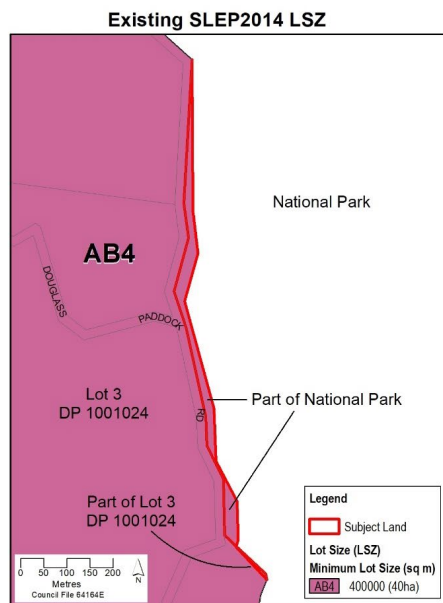 Existing SLEP2014 LSZ
National Park
AB4
DOUGLASS
PADDOCK
RD
Lot 3
DP 1001024
Part of National Park
Part of Lot 3
DP 1001024
0 50 100 150 200
Metres
Council File 64164E
N
Legend
Subject Land
Lot Size (LSZ)
Minimum Lot Size (sq m)
AB4 400000 (40ha)